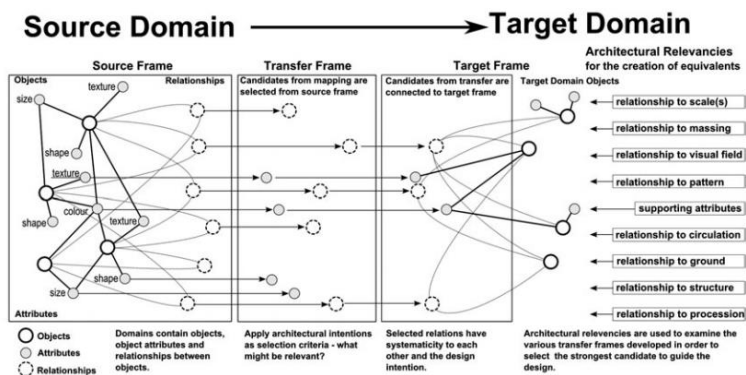 Source Domain
Target Domain
Source Frame
Transfer Frame
Target Frame
Architectural Relevancies
for the creation of equivalents
Objects
Relationships
texture
size
shape
texture
colour
texture
shape
shape
size
Attributes
Candidates from mapping are
selected from source frame
Candidates from transfer are
connected to target frame
Target Domain Objects
relationship to scale(s)
relationship to massing
relationship to visual field
relationship to pattern
supporting attributes
relationship to circulation
relationship to ground
relationship to structure
relationship to procession
Objects
Attributes
Relationships
Domains contain objects,
object attributes and
relationships between
objects.
Apply architectural intentions
as selection criteria - what
might be relevant?
Selected relations have
systematicity to each
other and the design
intention.
Architectural relevancies are used to examine the
various transfer frames developed in order to
select the strongest candidate to guide the
design.